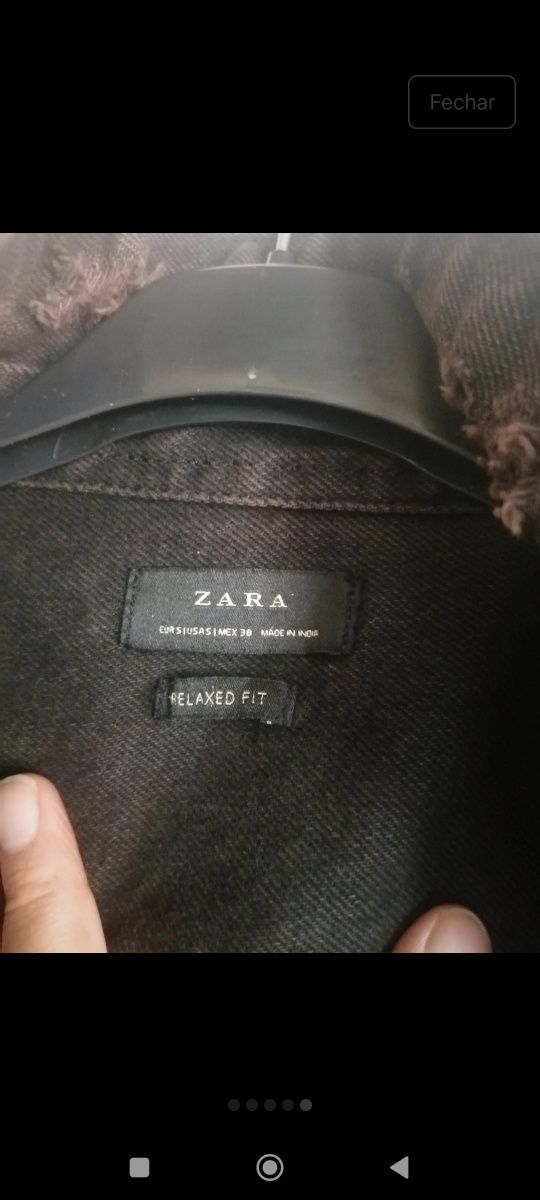 Fechar
ZARA
EUR S | USA S | MEX 30 MADE IN INDIA
RELAXED FIT